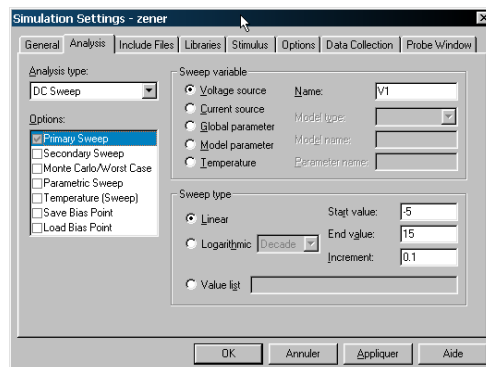 Simulation Settings - zener
General Analysis Include Files Libraries Stimulus Options Data Collection Probe Window
Analysis type:
DC Sweep
Options:
Primary Sweep
Secondary Sweep
Monte Carlo/Worst Case
Parametric Sweep
Temperature (Sweep)
Save Bias Point
Load Bias Point
Sweep variable
Voltage source
Current source
Global parameter
Model parameter
Temperature
Name: V1
Model type:
Model name:
Parameter name:
Sweep type
Linear
Logarithmic Decade
Value list
Start value: -5
End value: 15
Increment: 0.1
OK Annuler Appliquer Aide